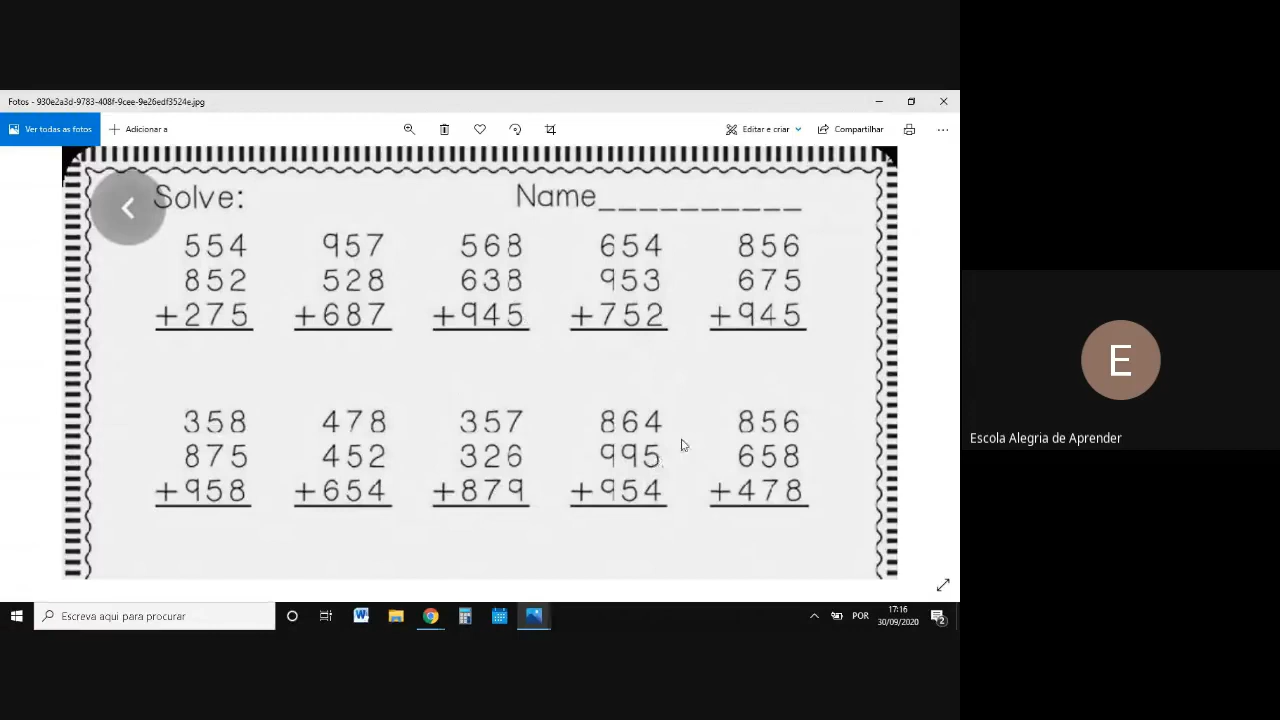 Fotos - 930e2a3d-9783-408f-9cee-9e26edf3524e.jpg
Ver todas as fotos
Adicionar a
Editar e criar
Compartilhar
Solve:
Name__________
554 957 568 654 856
852 528 638 953 675
+275 +687 +945 +752 +945
358 478 357 864 856
875 452 326 995 658
+958 +654 +879 +954 +478
E
Escola Alegria de Aprender
Escreva aqui para procurar
W
POR
17:16
30/09/2020
2